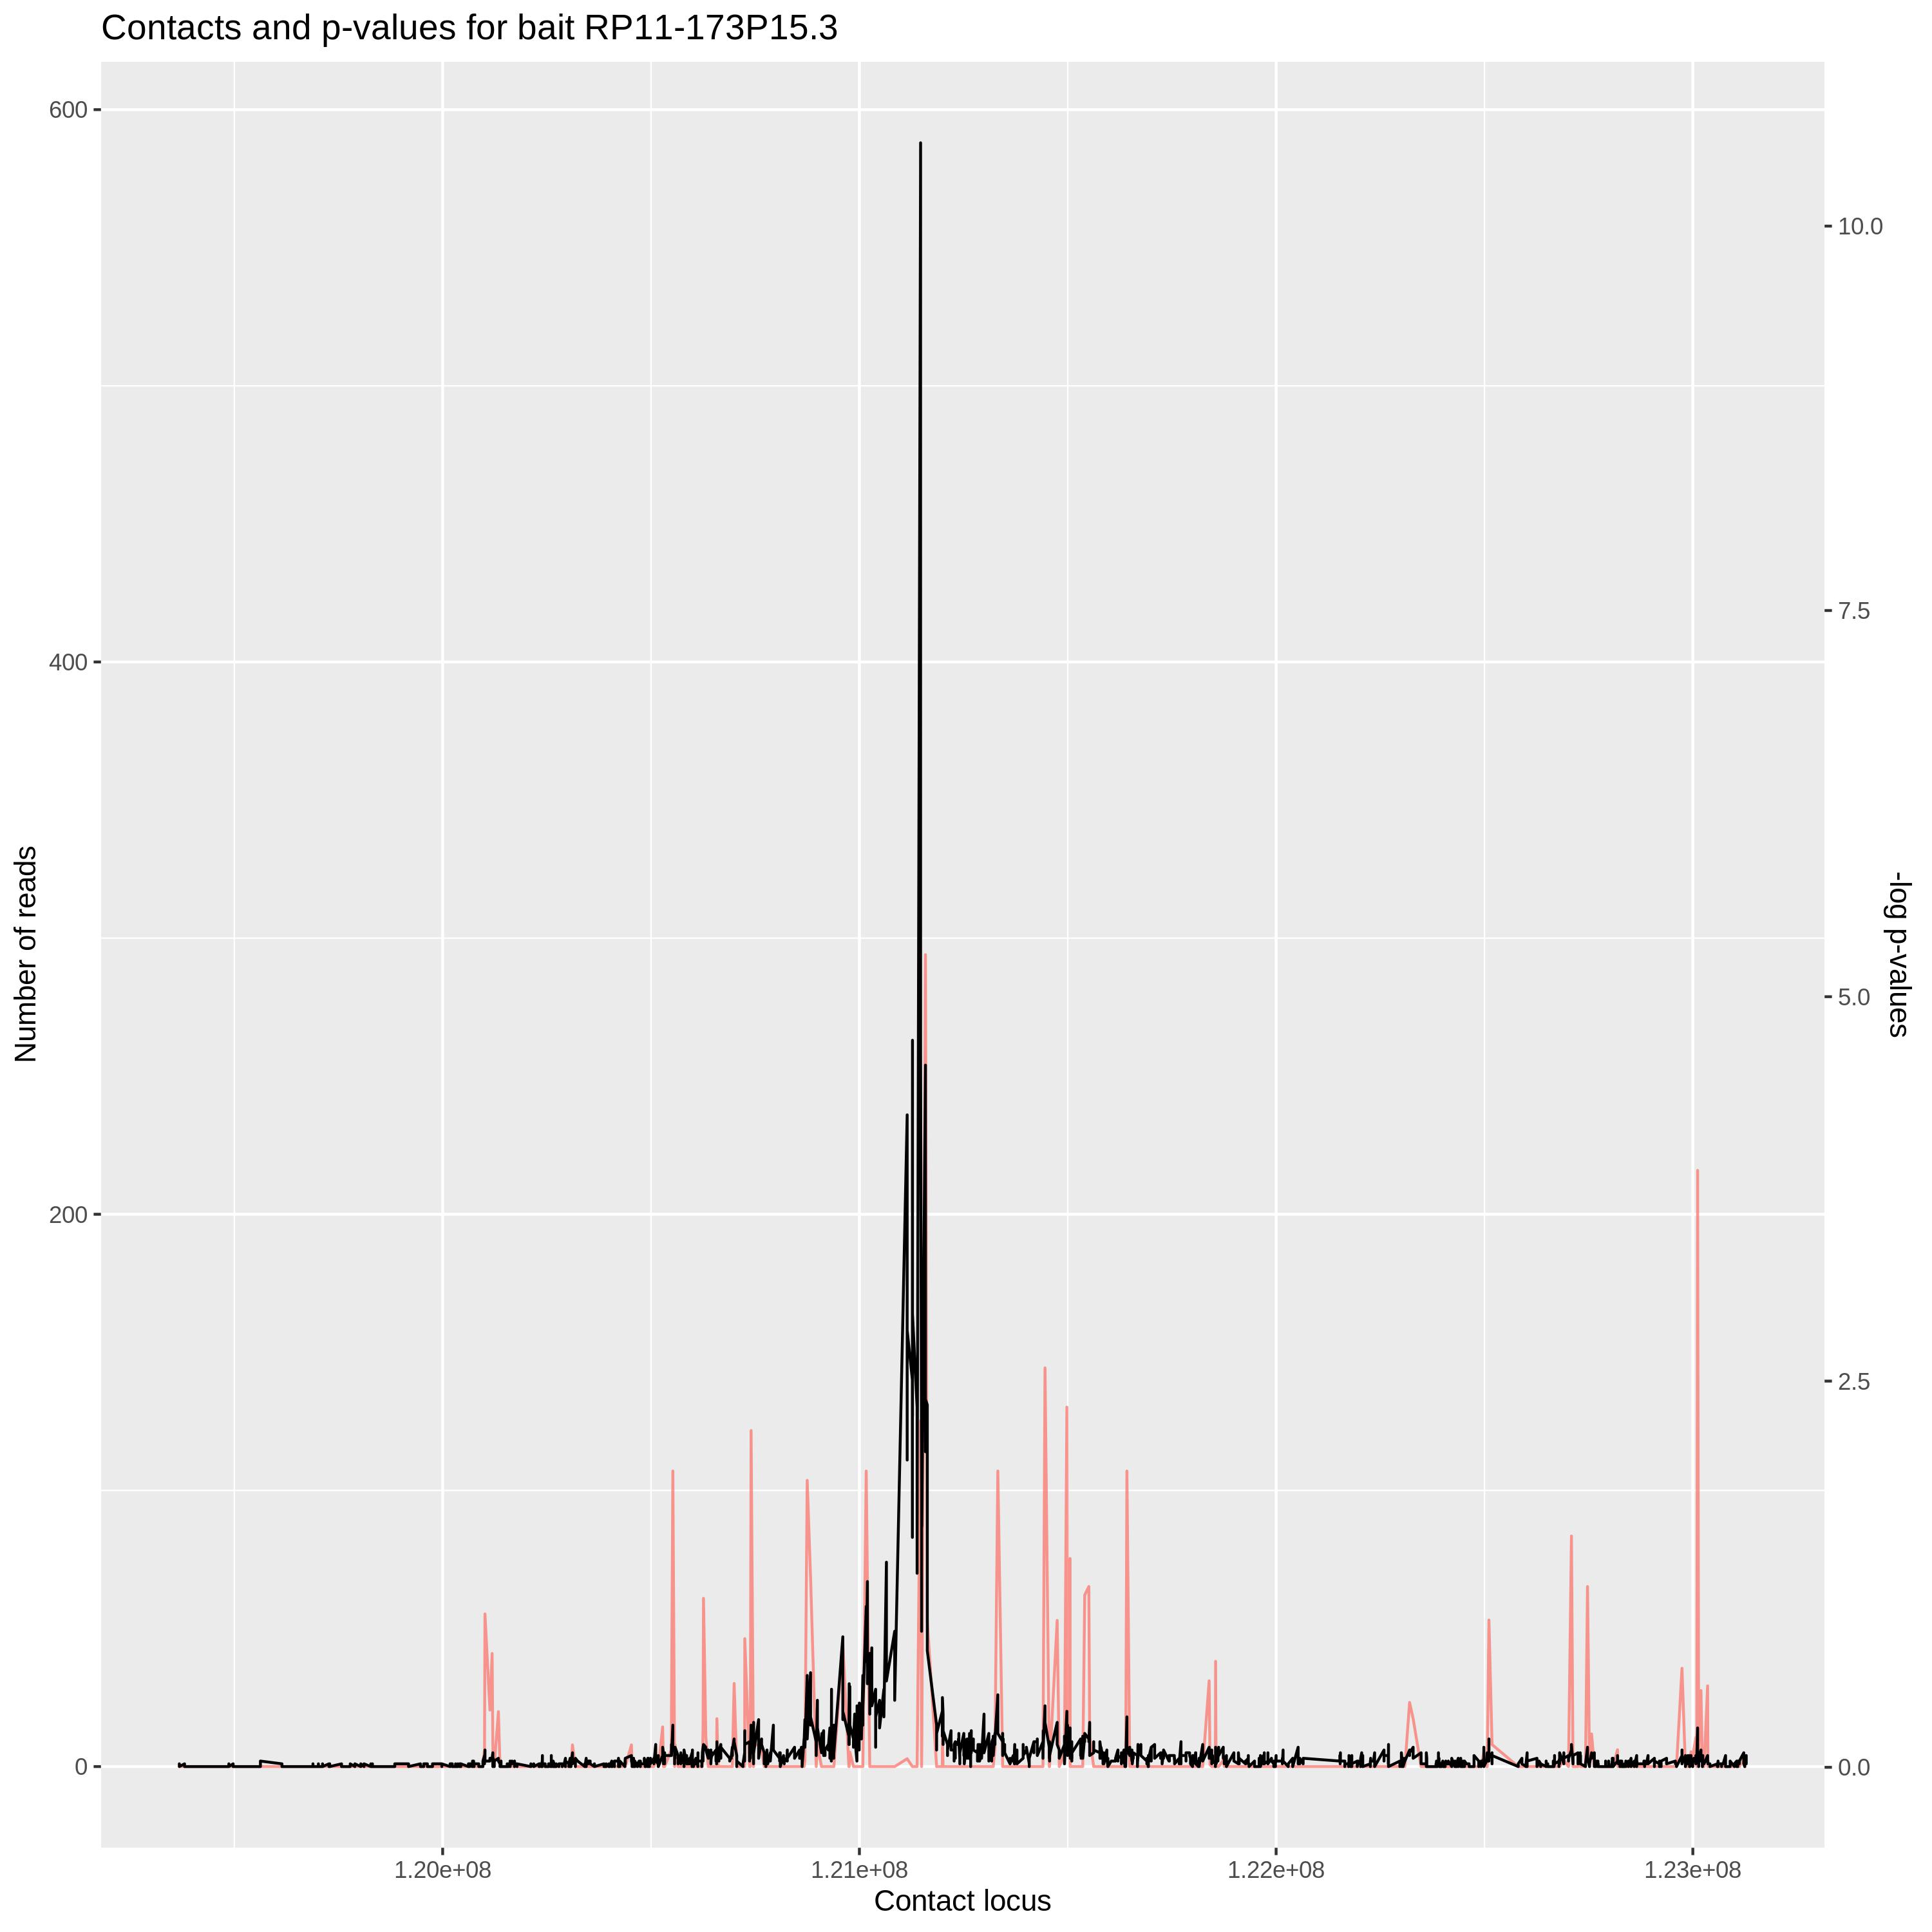 Contacts and p-values for bait RP11-173P15.3
600
400
200
0
Number of reads
10.0
7.5
5.0
2.5
0.0
-log p-values
1.20e+08
1.21e+08
1.22e+08
1.23e+08
Contact locus